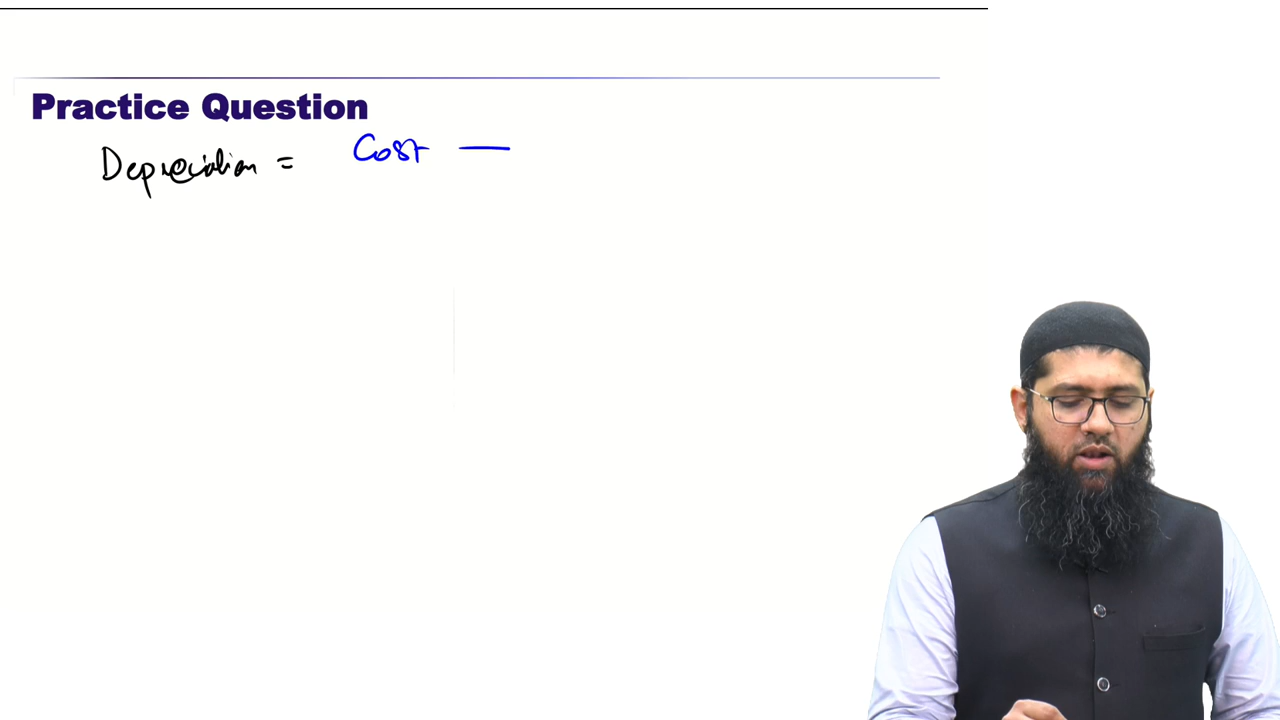 Practice Question
Depreciation = Cost —